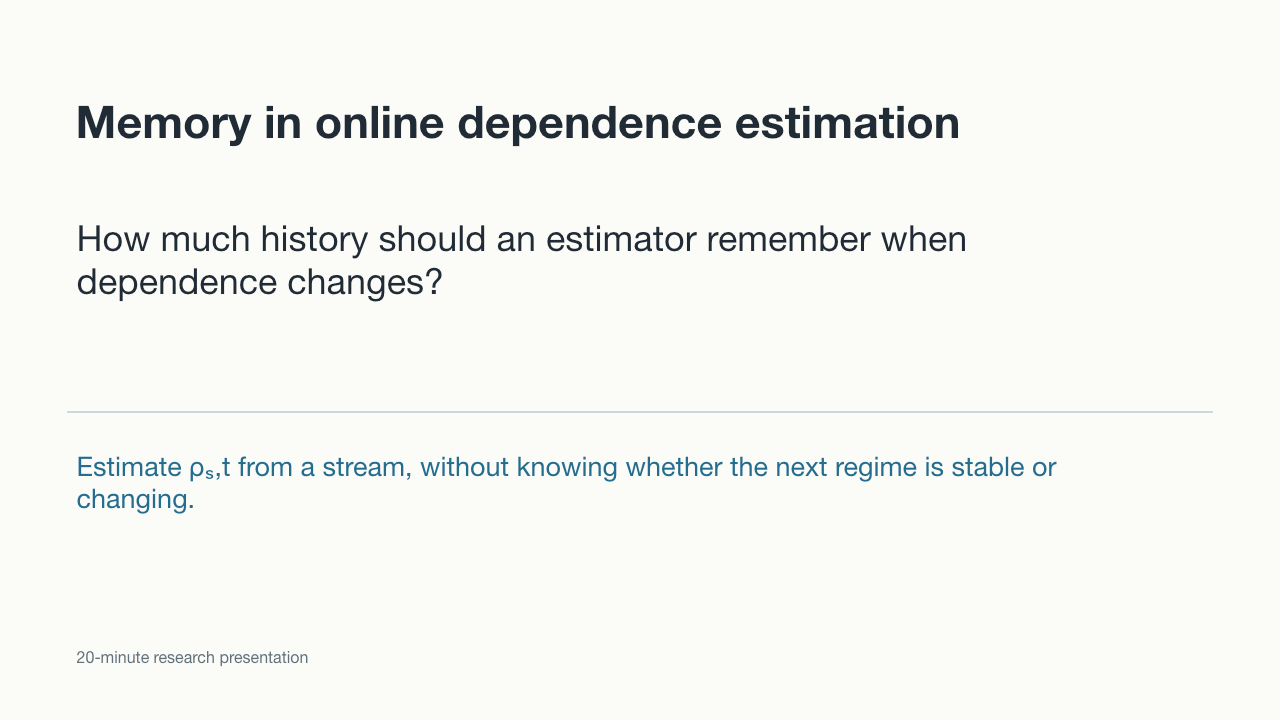 Memory in online dependence estimation
How much history should an estimator remember when
dependence changes?
Estimate ρₛ,t from a stream, without knowing whether the next regime is stable or
changing.
20-minute research presentation